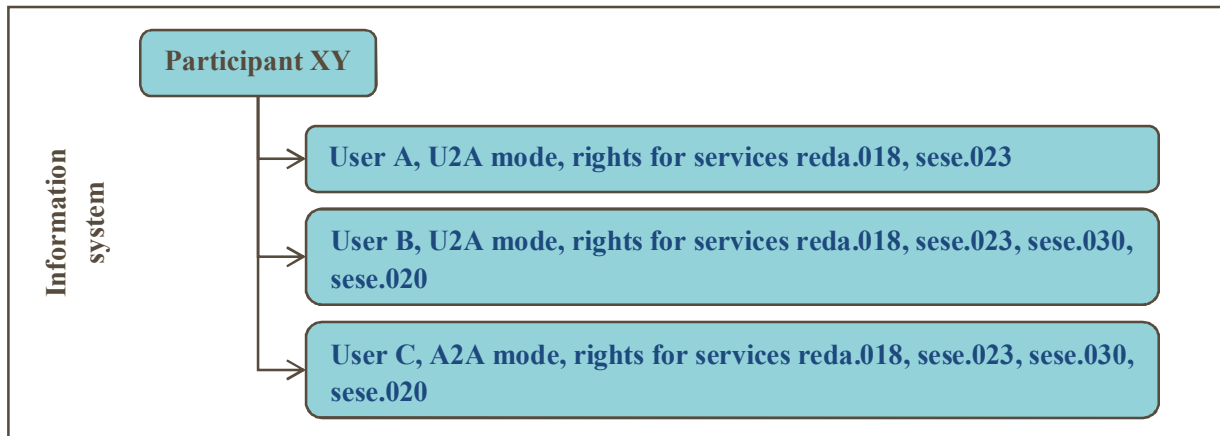 Participant XY
Information
system
User A, U2A mode, rights for services reda.018, sese.023
User B, U2A mode, rights for services reda.018, sese.023, sese.030,
sese.020
User C, A2A mode, rights for services reda.018, sese.023, sese.030,
sese.020